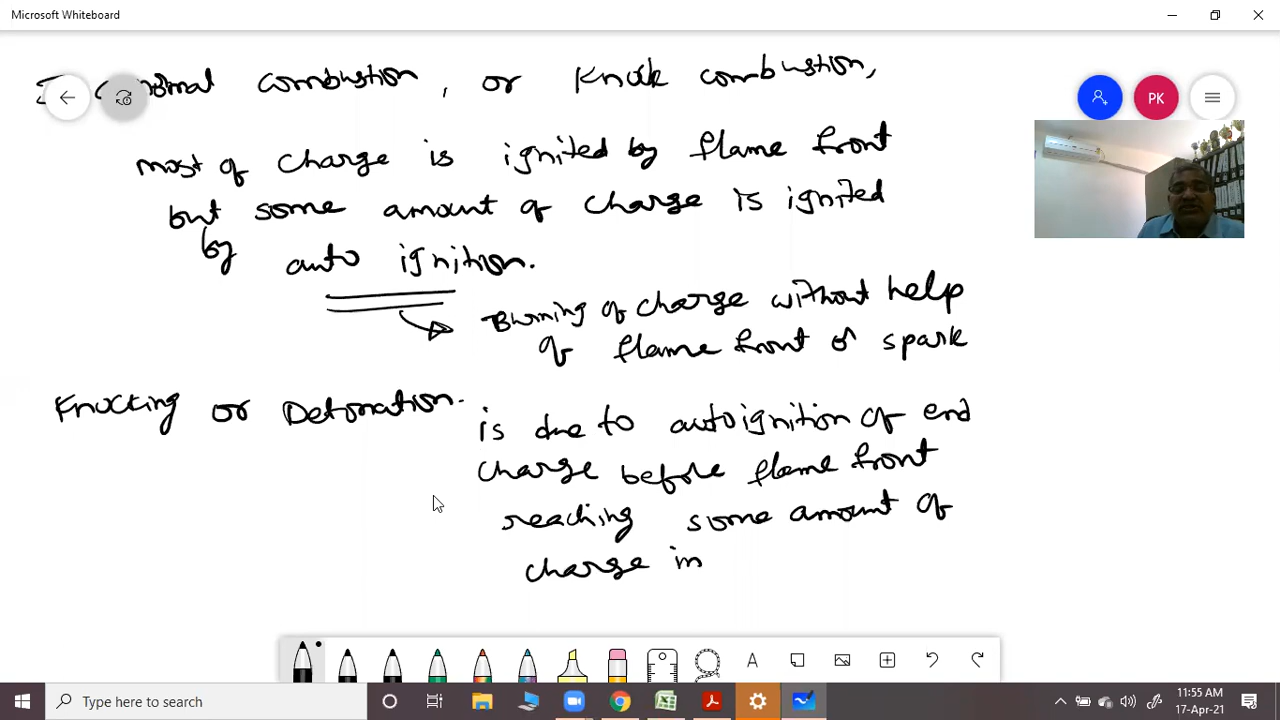 Microsoft Whiteboard
combustion, or Knock combustion,
PK
most of charge is ignited by flame front
but some amount of charge is ignited
by auto ignition.
Burning of charge without help
of flame front or spark
Knocking or Detonation.
is due to autoignition of end
charge before flame front
reaching some amount of
charge in
A
Type here to search
11:55 AM
17-Apr-21